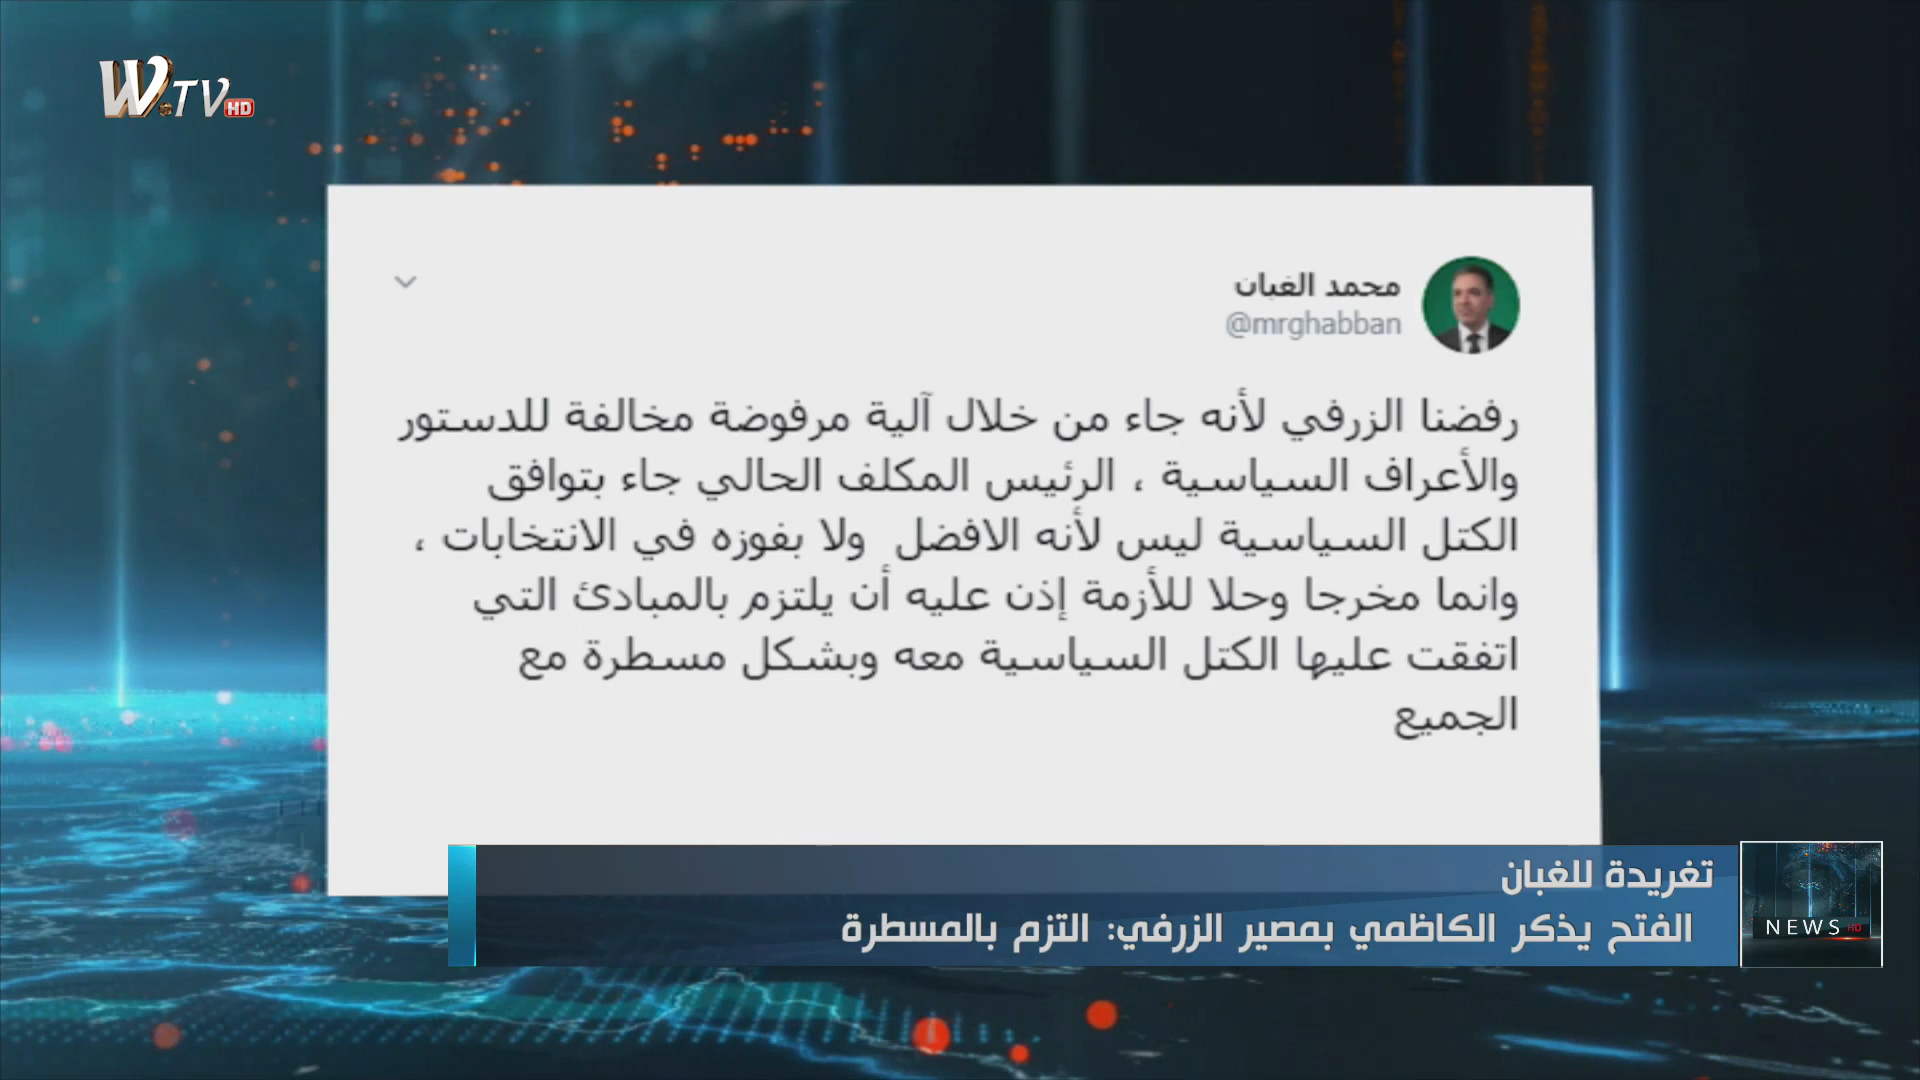 W.TV HD
محمد الغبان
@mrghabban
رفضنا الزرفي لأنه جاء من خلال آلية مرفوضة مخالفة للدستور
والأعراف السياسية ، الرئيس المكلف الحالي جاء بتوافق
الكتل السياسية ليس لأنه الافضل ولا بفوزه في الانتخابات ،
وانما مخرجا وحلا للأزمة إذن عليه أن يلتزم بالمبادئ التي
اتفقت عليها الكتل السياسية معه وبشكل مسطرة مع
الجميع
تغريدة للغبان
الفتح يذكر الكاظمي بمصير الزرفي: التزم بالمسطرة
NEWS HD